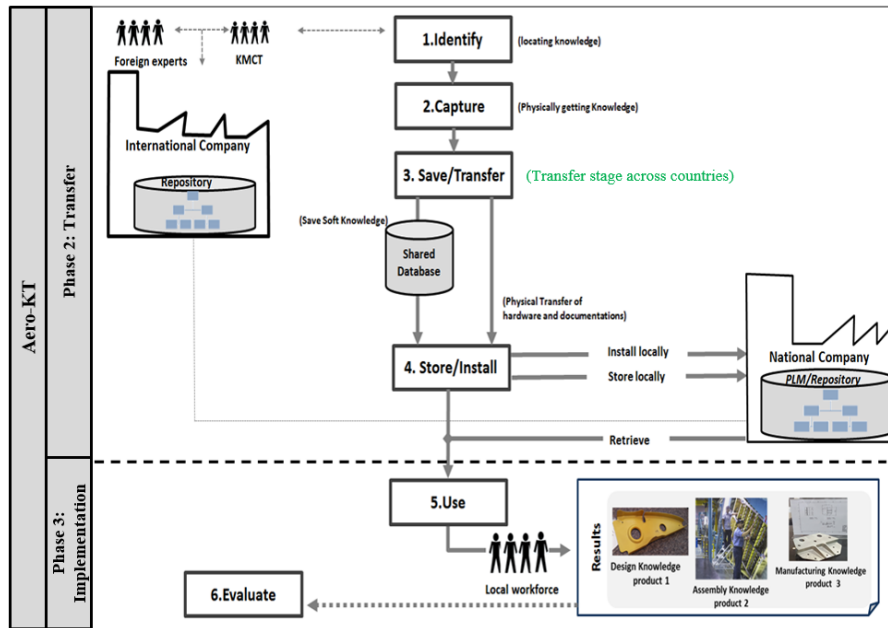 Aero-KT
Phase 2: Transfer
Phase 3:
Implementation
Foreign experts
KMCT
1.Identify
(locating knowledge)
2.Capture
(Physically getting Knowledge)
International Company
Repository
3. Save/Transfer
(Transfer stage across countries)
(Save Soft Knowledge)
Shared
Database
(Physical Transfer of
hardware and documentations)
4. Store/Install
Install locally
Store locally
National Company
PLM/Repository
Retrieve
5.Use
Local workforce
Results
Design Knowledge
product 1
Assembly Knowledge
product 2
Manufacturing Knowledge
product 3
6.Evaluate